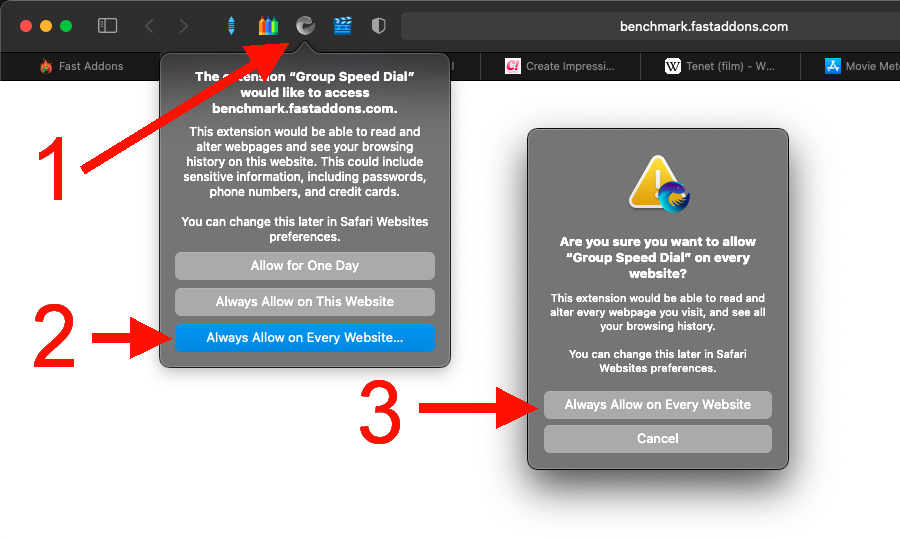 benchmark.fastaddons.com
Fast Addons
Create Impressi...
Tenet (film) – W...
Movie Mete
1
The extension “Group Speed Dial”
would like to access
benchmark.fastaddons.com.
This extension would be able to read and
alter webpages and see your browsing
history on this website. This could include
sensitive information, including passwords,
phone numbers, and credit cards.
You can change this later in Safari Websites
preferences.
Allow for One Day
Always Allow on This Website
2
Always Allow on Every Website...
Are you sure you want to allow
“Group Speed Dial” on every
website?
This extension would be able to read and
alter every webpage you visit, and see all
your browsing history.
You can change this later in Safari
Websites preferences.
3
Always Allow on Every Website
Cancel